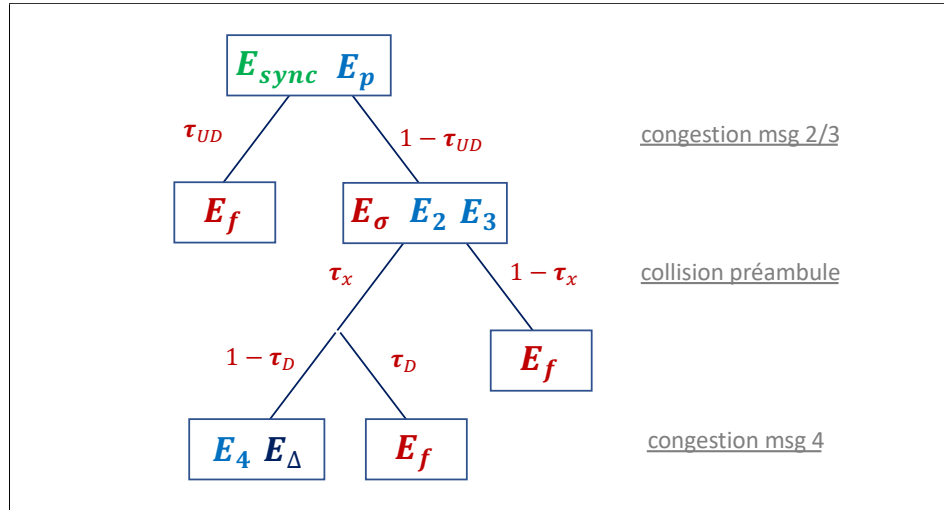 E_sync E_p
τ_UD 1 − τ_UD congestion msg 2/3
E_f E_σ E_2 E_3
τ_x 1 − τ_x collision préambule
1 − τ_D τ_D E_f
E_4 E_Δ E_f congestion msg 4